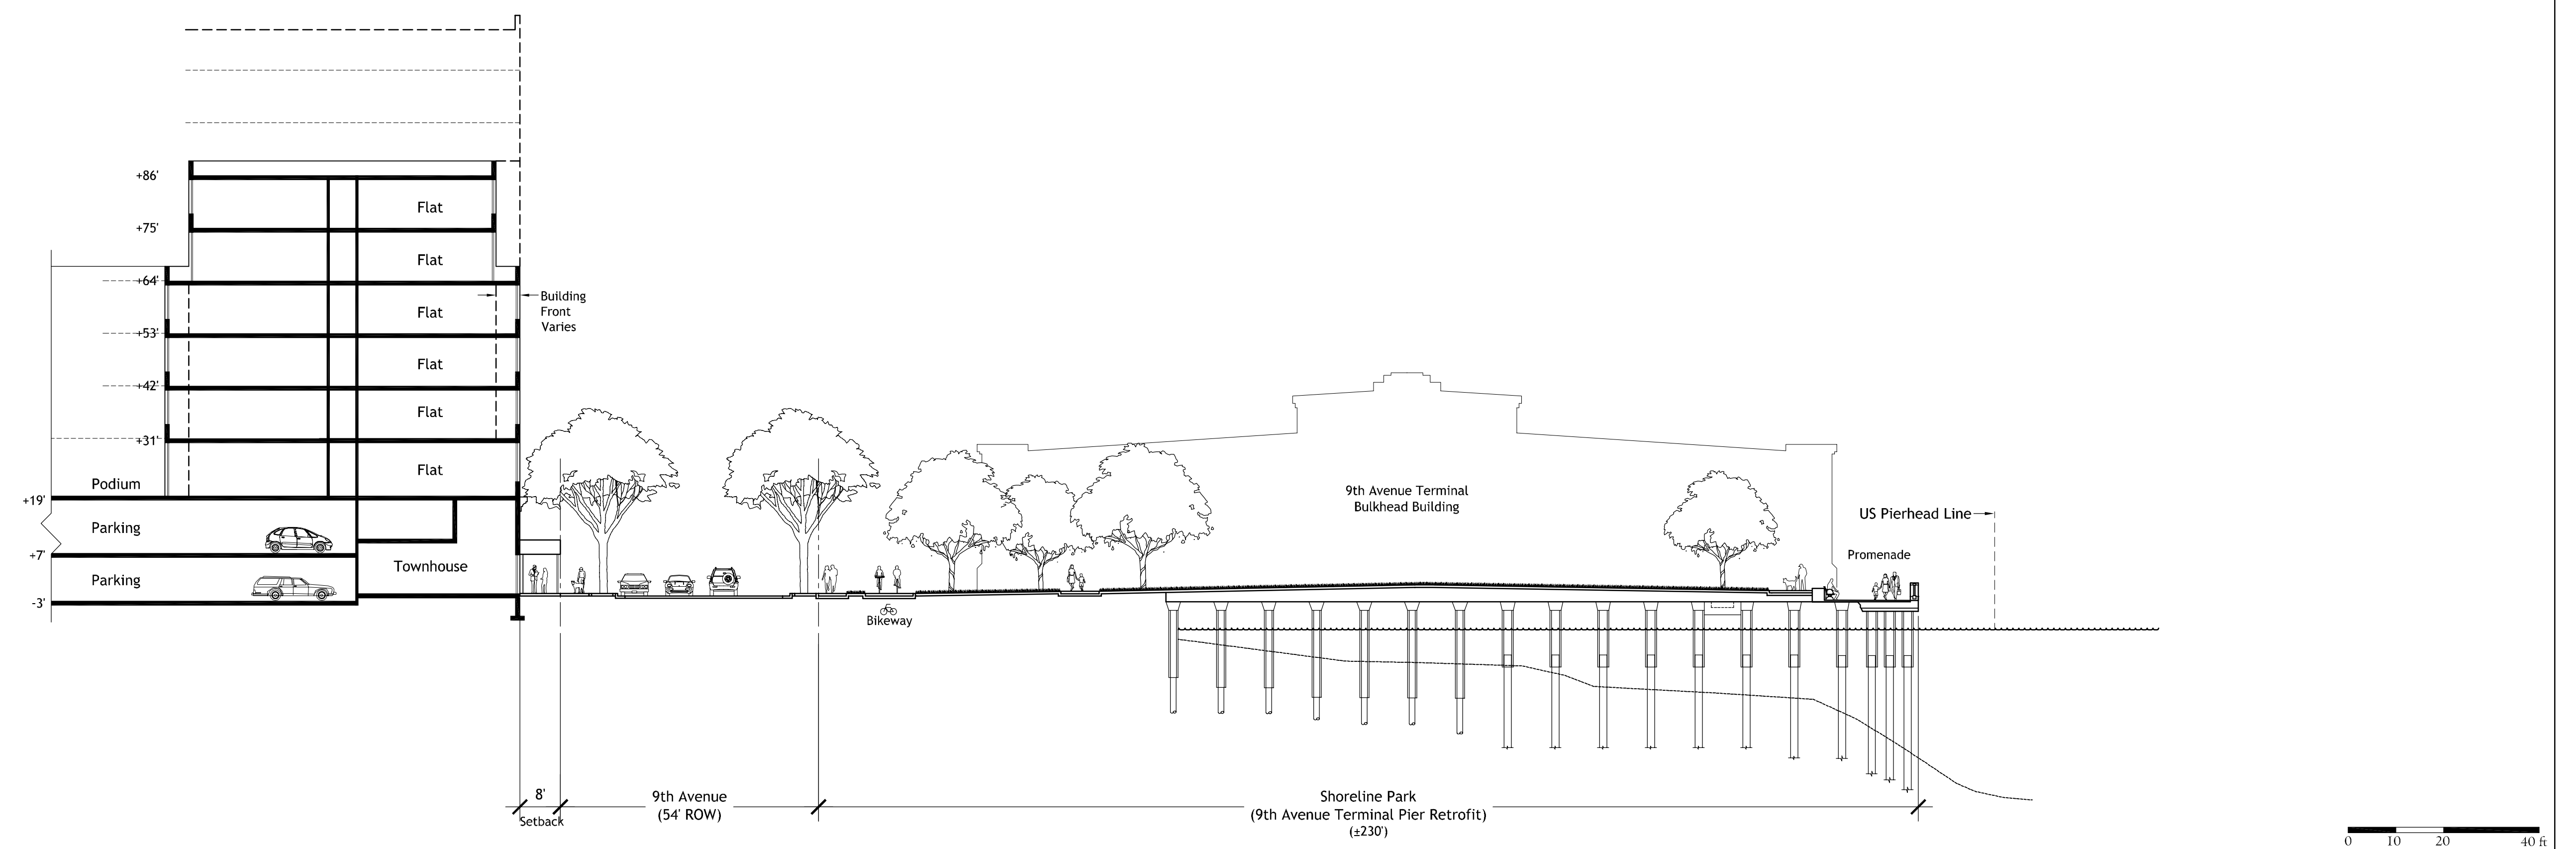 +86'
Flat
+75'
Flat
+64'
Building
Front
Varies
Flat
+53'
Flat
+42'
Flat
+31'
Flat
Podium
+19'
Parking
+7'
Townhouse
Parking
-3'
9th Avenue Terminal
Bulkhead Building
US Pierhead Line
Promenade
Bikeway
8'
Setback
9th Avenue
(54' ROW)
Shoreline Park
(9th Avenue Terminal Pier Retrofit)
(±230')
0 10 20 40 ft